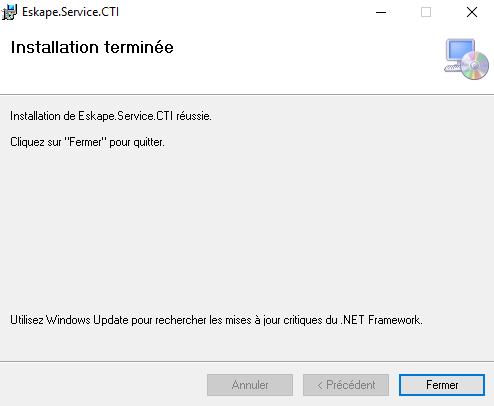 Eskape.Service.CTI
Installation terminée
Installation de Eskape.Service.CTI réussie.
Cliquez sur "Fermer" pour quitter.
Utilisez Windows Update pour rechercher les mises à jour critiques du .NET Framework.
Annuler
< Précédent
Fermer